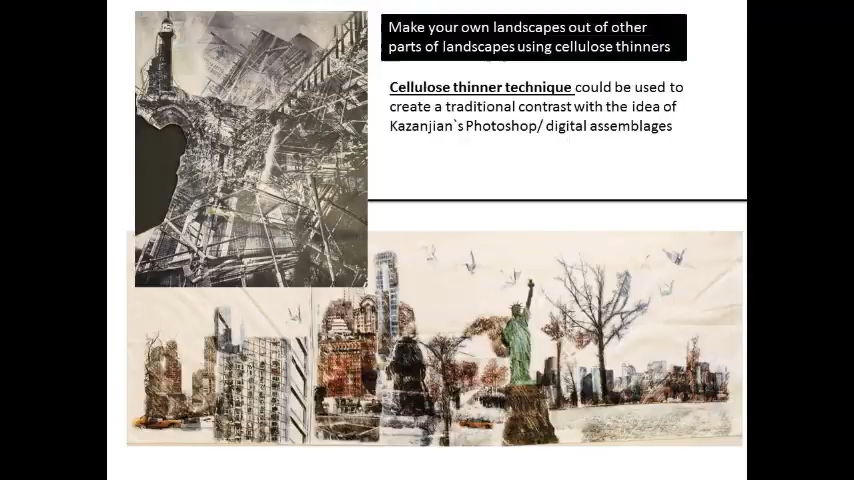 Make your own landscapes out of other
parts of landscapes using cellulose thinners
Cellulose thinner technique could be used to
create a traditional contrast with the idea of
Kazanjian`s Photoshop/ digital assemblages